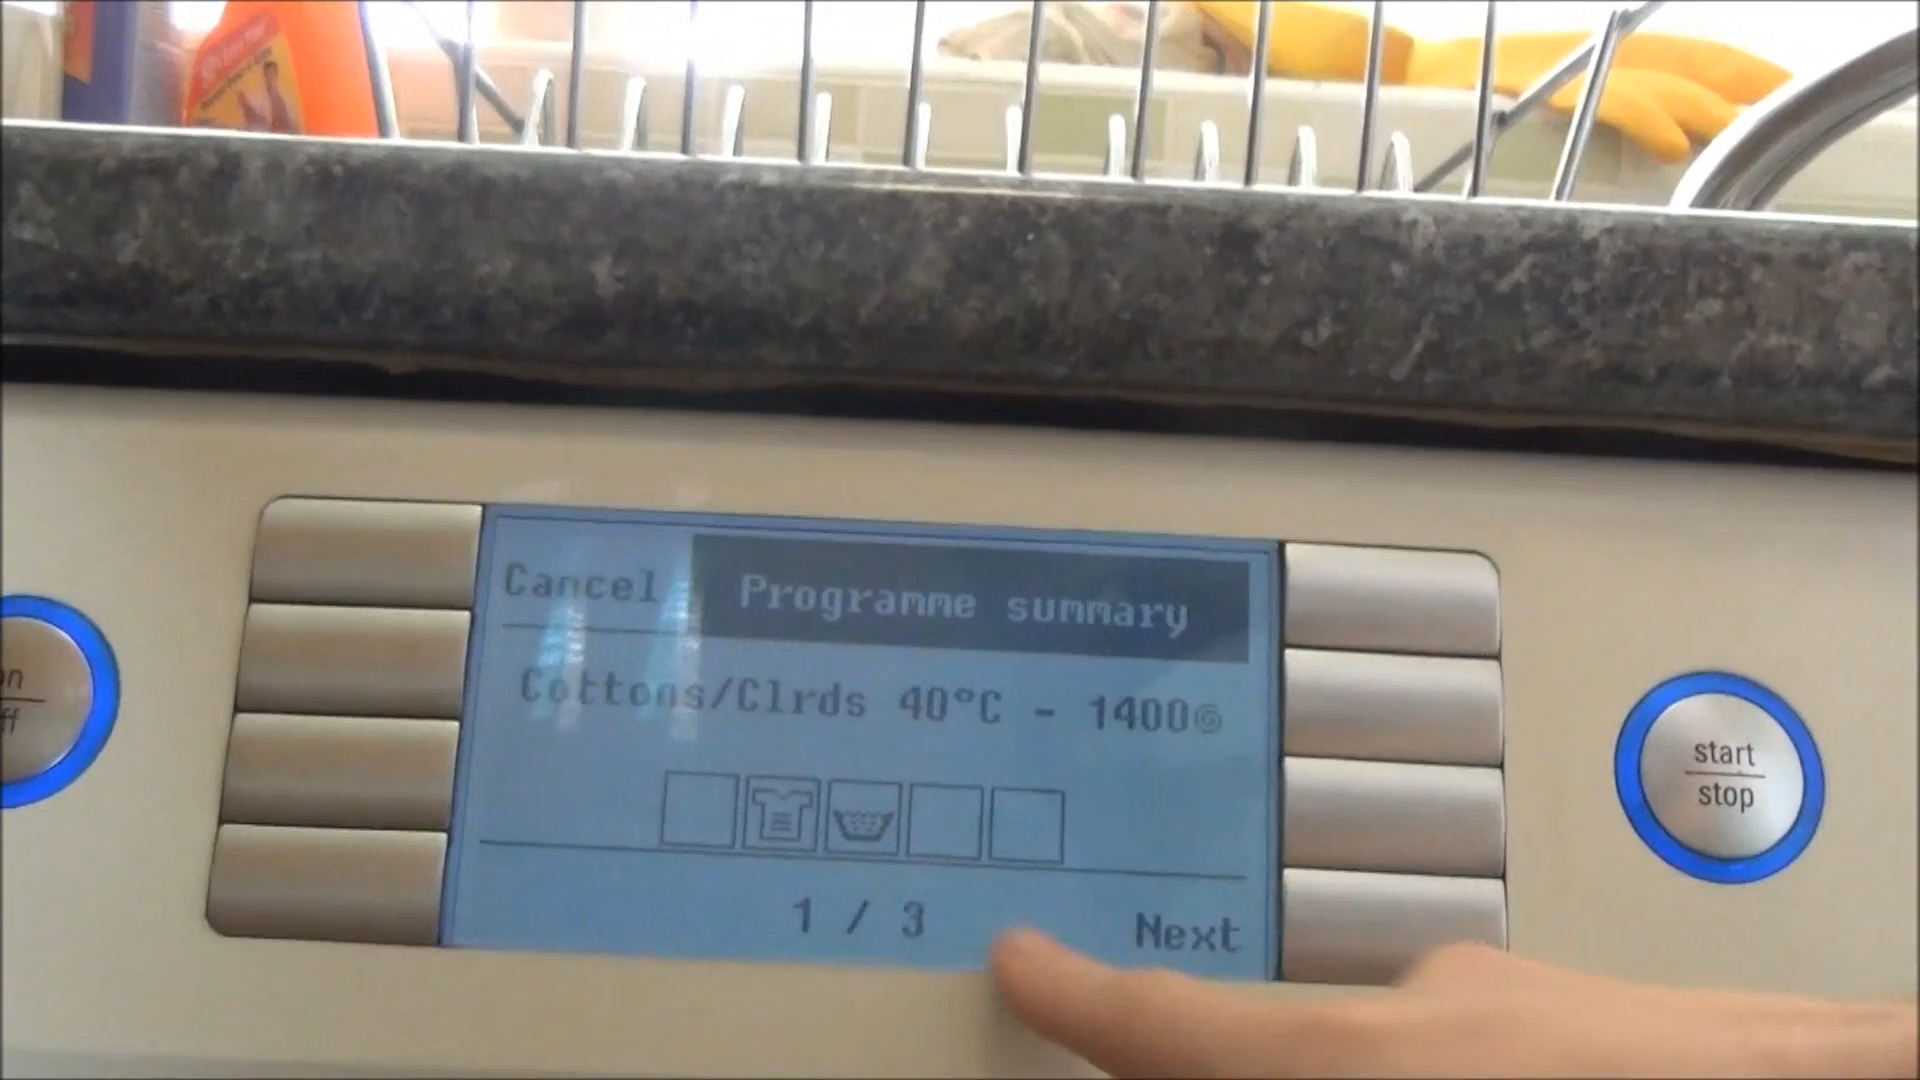 Cancel Programme summary
Cottons/Clrds 40°C - 1400
1 / 3 Next
start
stop